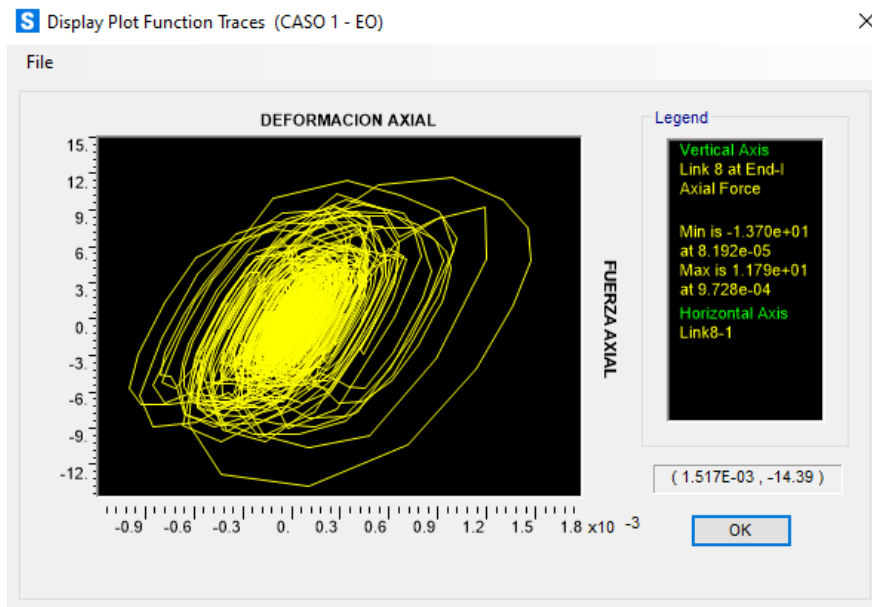 Display Plot Function Traces (CASO 1 - EO)
File
DEFORMACION AXIAL
15.
12.
9.
6.
3.
0.
-3.
-6.
-9.
-12.
-0.9 -0.6 -0.3 0. 0.3 0.6 0.9 1.2 1.5 1.8 x10 -3
FUERZA AXIAL
Legend
Vertical Axis
Link 8 at End-I
Axial Force
Min is -1.370e+01
at 8.192e-05
Max is 1.179e+01
at 9.728e-04
Horizontal Axis
Link8-1
( 1.517E-03 , -14.39 )
OK